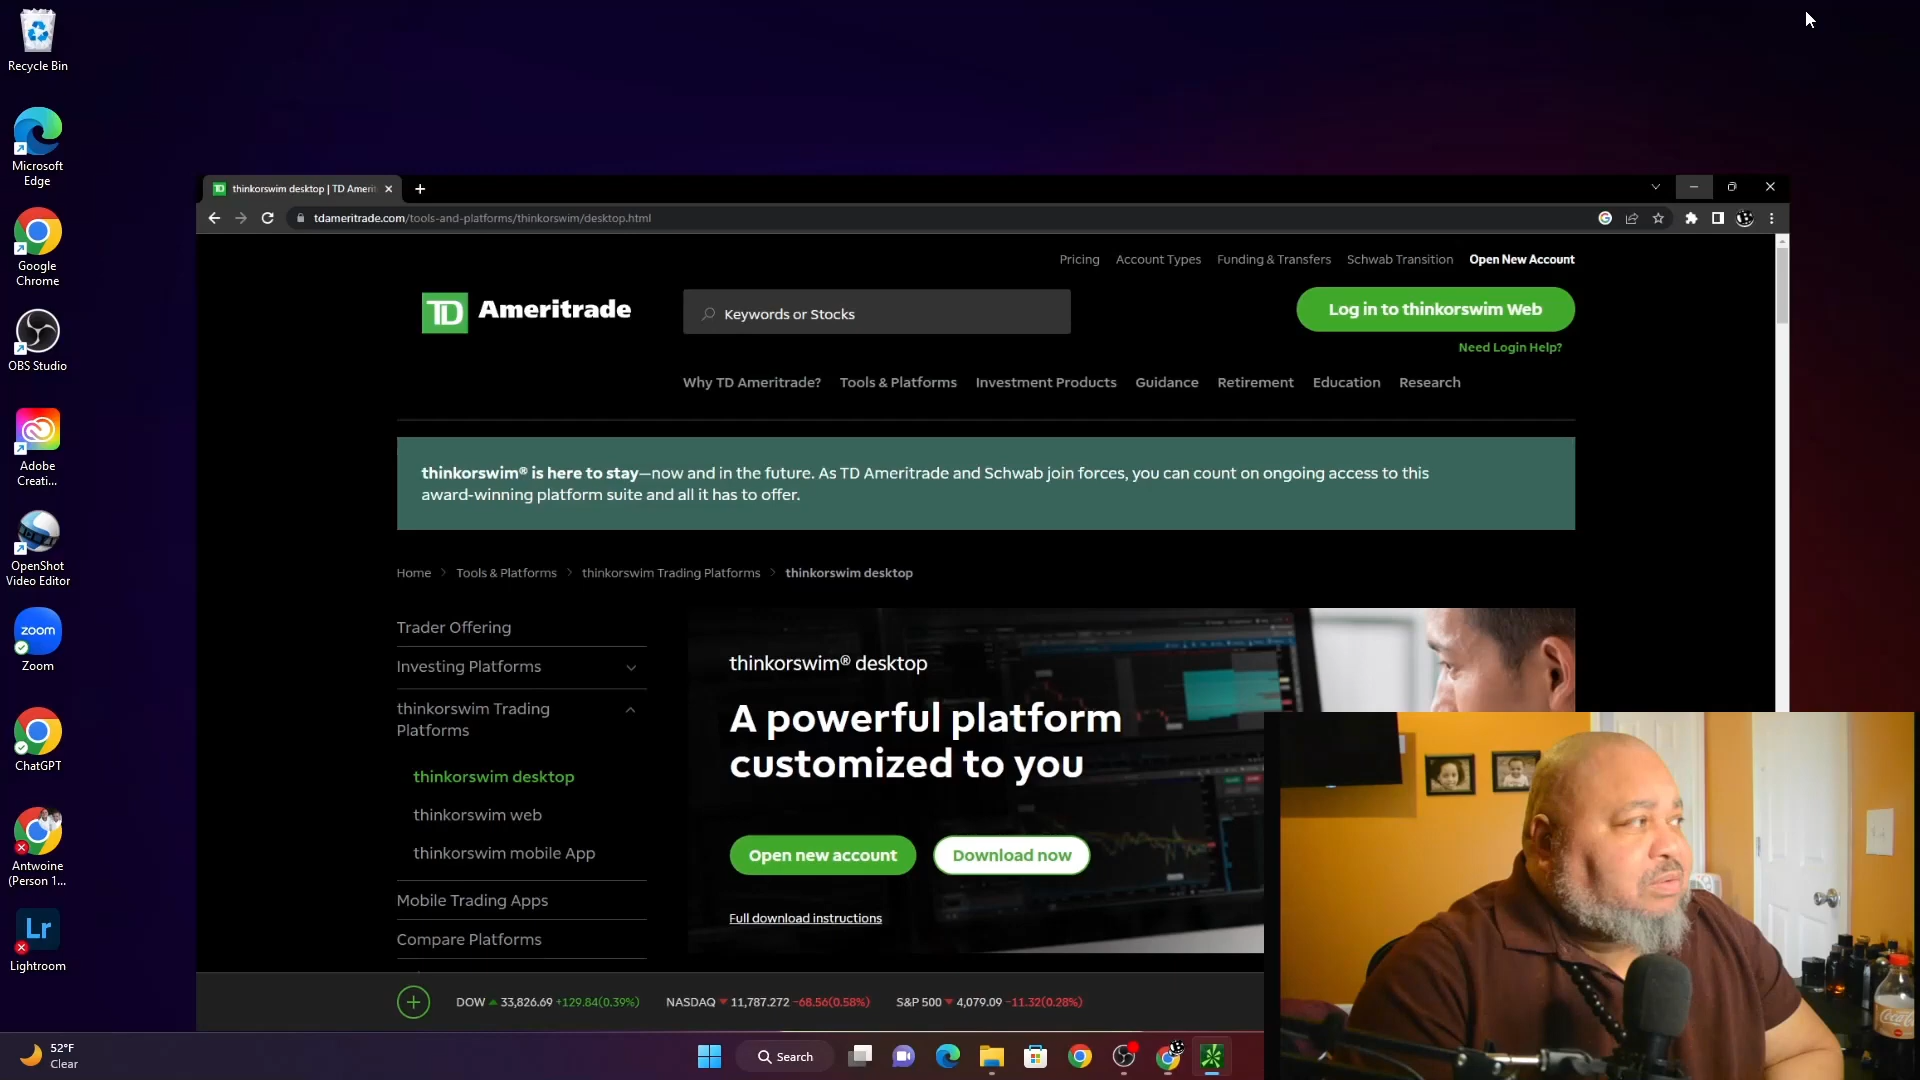 Recycle Bin
Microsoft
Edge
Google
Chrome
OBS Studio
Adobe
Creati...
OpenShot
Video Editor
zoom
Zoom
ChatGPT
Antwoine
(Person 1...
Lr
Lightroom
TD thinkorswim desktop | TD Amerit
tdameritrade.com/tools-and-platforms/thinkorswim/desktop.html
Pricing Account Types Funding & Transfers Schwab Transition Open New Account
TD Ameritrade
Keywords or Stocks
Log in to thinkorswim Web
Need Login Help?
Why TD Ameritrade? Tools & Platforms Investment Products Guidance Retirement Education Research
thinkorswim® is here to stay—now and in the future. As TD Ameritrade and Schwab join forces, you can count on ongoing access to this
award-winning platform suite and all it has to offer.
Home > Tools & Platforms > thinkorswim Trading Platforms > thinkorswim desktop
Trader Offering
Investing Platforms
thinkorswim Trading
Platforms
thinkorswim desktop
thinkorswim web
thinkorswim mobile App
Mobile Trading Apps
Compare Platforms
thinkorswim® desktop
A powerful platform
customized to you
Open new account
Download now
Full download instructions
DOW 33,826.69 +129.84(0.39%) NASDAQ 11,787.272 -68.56(0.58%) S&P 500 4,079.09 -11.32(0.28%)
52°F
Clear
Search